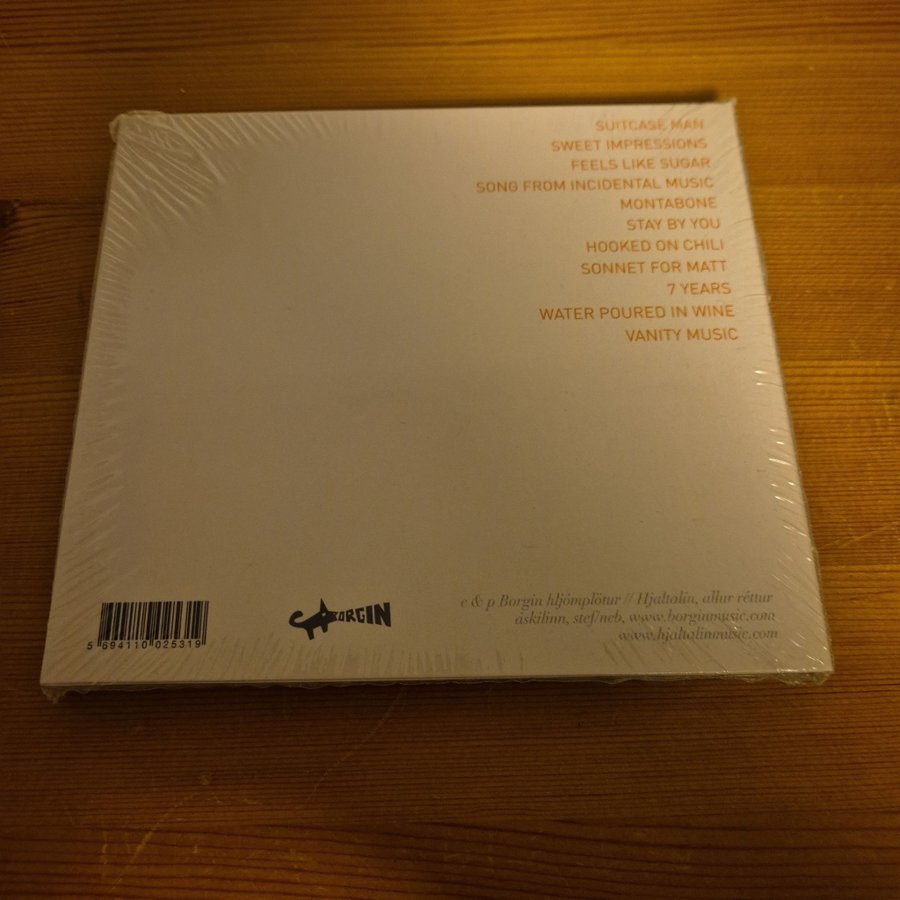 SUITCASE MAN
SWEET IMPRESSIONS
FEELS LIKE SUGAR
SONG FROM INCIDENTAL MUSIC
MONTABONE
STAY BY YOU
HOOKED ON CHILI
SONNET FOR MATT
7 YEARS
WATER POURED IN WINE
VANITY MUSIC
BORGIN
c & p Borgin hljómplötur // Hjaltalín, allur réttur
áskilinn, stef/ncb, www.borginmusic.com
www.hjaltalinmusic.com
5 694110 025319